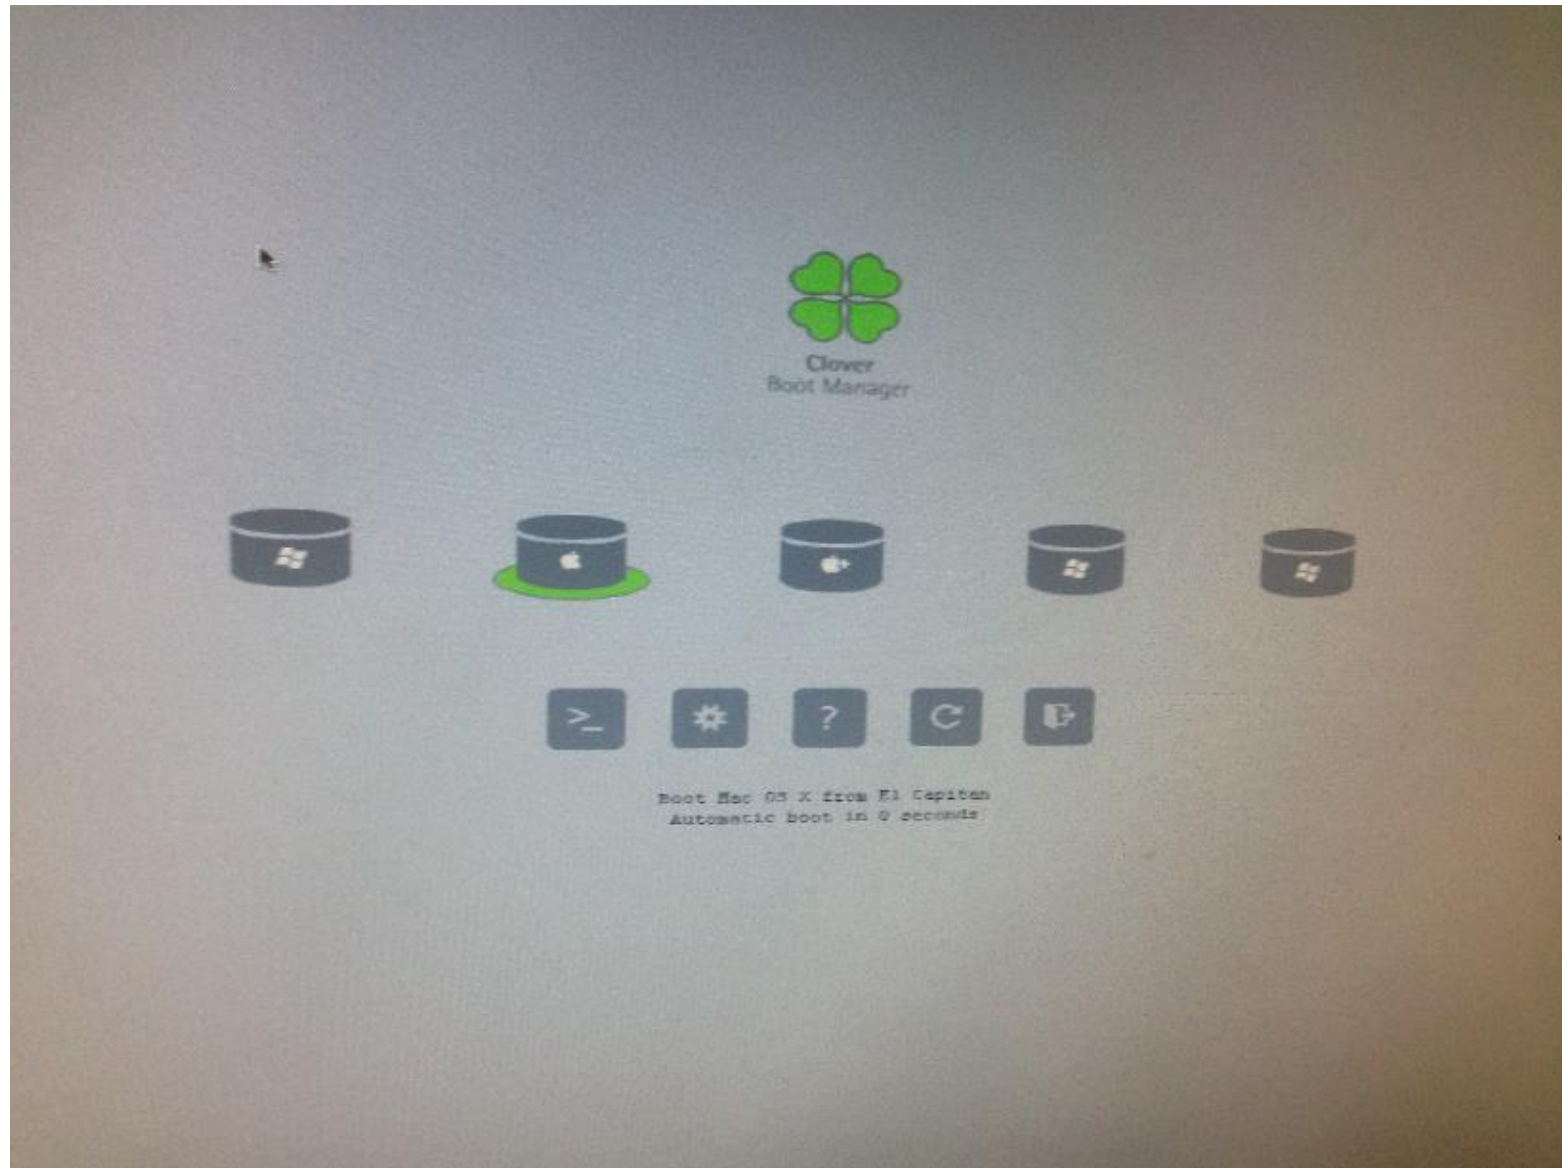 Clover
Boot Manager
>_
?
Boot Mac OS X from El Capitan
Automatic boot in 0 seconds